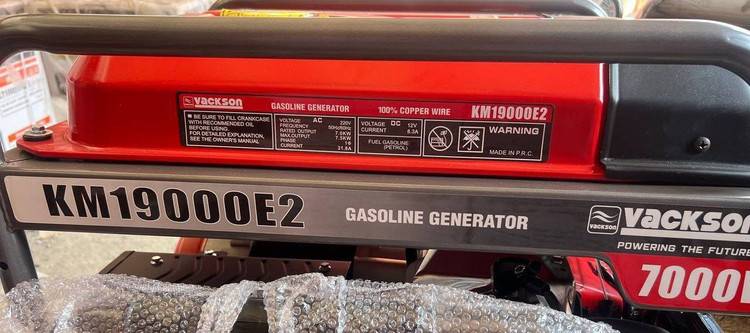 VACKSON GASOLINE GENERATOR 100% COPPER WIRE KM19000E2
BE SURE TO FILL CRANKCASE
WITH RECOMMENDED OIL
BEFORE USING.
FOR DETAILED EXPLANATION,
SEE THE OWNER'S MANUAL
AC
VOLTAGE 220V
FREQUENCY 50Hz/60Hz
RATED OUTPUT 7.0KW
MAX.OUTPUT 7.5KW
PHASE 1Φ
CURRENT 31.8A
DC
VOLTAGE 12V
CURRENT 8.3A
FUEL GASOLINE
(PETROL)
WARNING
MADE IN P.R.C.
KM19000E2 GASOLINE GENERATOR VACKSON VACKSON
POWERING THE FUTURE
7000